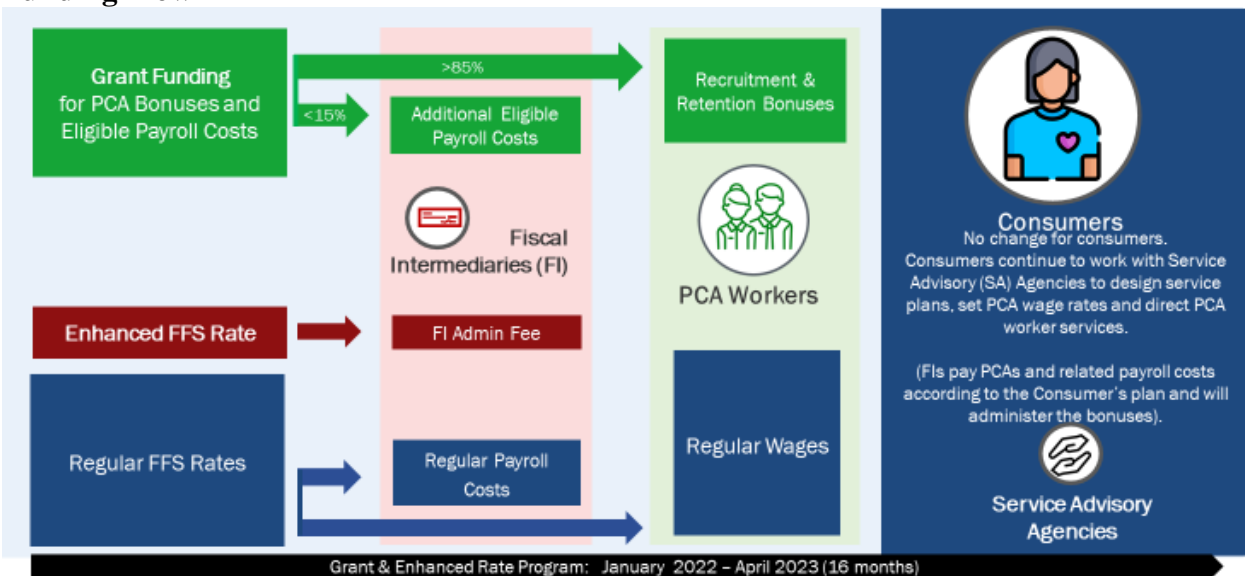 Grant Funding
for PCA Bonuses and
Eligible Payroll Costs
>85%
<15%
Additional Eligible
Payroll Costs
Recruitment &
Retention Bonuses
Fiscal
Intermediaries (FI)
PCA Workers
Enhanced FFS Rate
FI Admin Fee
Regular FFS Rates
Regular Payroll
Costs
Regular Wages
Consumers
No change for consumers.
Consumers continue to work with Service
Advisory (SA) Agencies to design service
plans, set PCA wage rates and direct PCA
worker services.
(FIs pay PCAs and related payroll costs
according to the Consumer's plan and will
administer the bonuses).
Service Advisory
Agencies
Grant & Enhanced Rate Program: January 2022 – April 2023 (16 months)